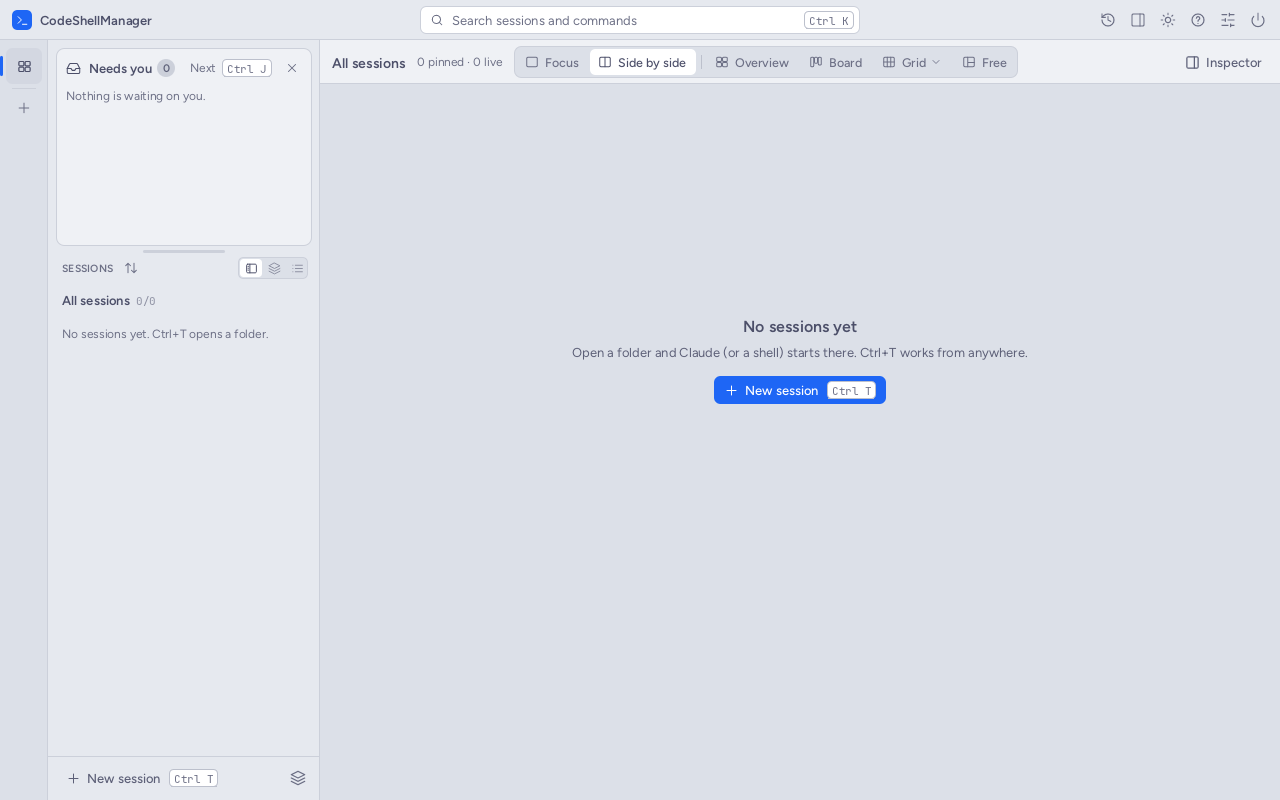 CodeShellManager
Search sessions and commands
Ctrl K
Needs you 0 Next Ctrl J
Nothing is waiting on you.
SESSIONS
All sessions 0/0
No sessions yet. Ctrl+T opens a folder.
New session Ctrl T
All sessions 0 pinned · 0 live
Focus
Side by side
Overview
Board
Grid
Free
Inspector
No sessions yet
Open a folder and Claude (or a shell) starts there. Ctrl+T works from anywhere.
New session Ctrl T